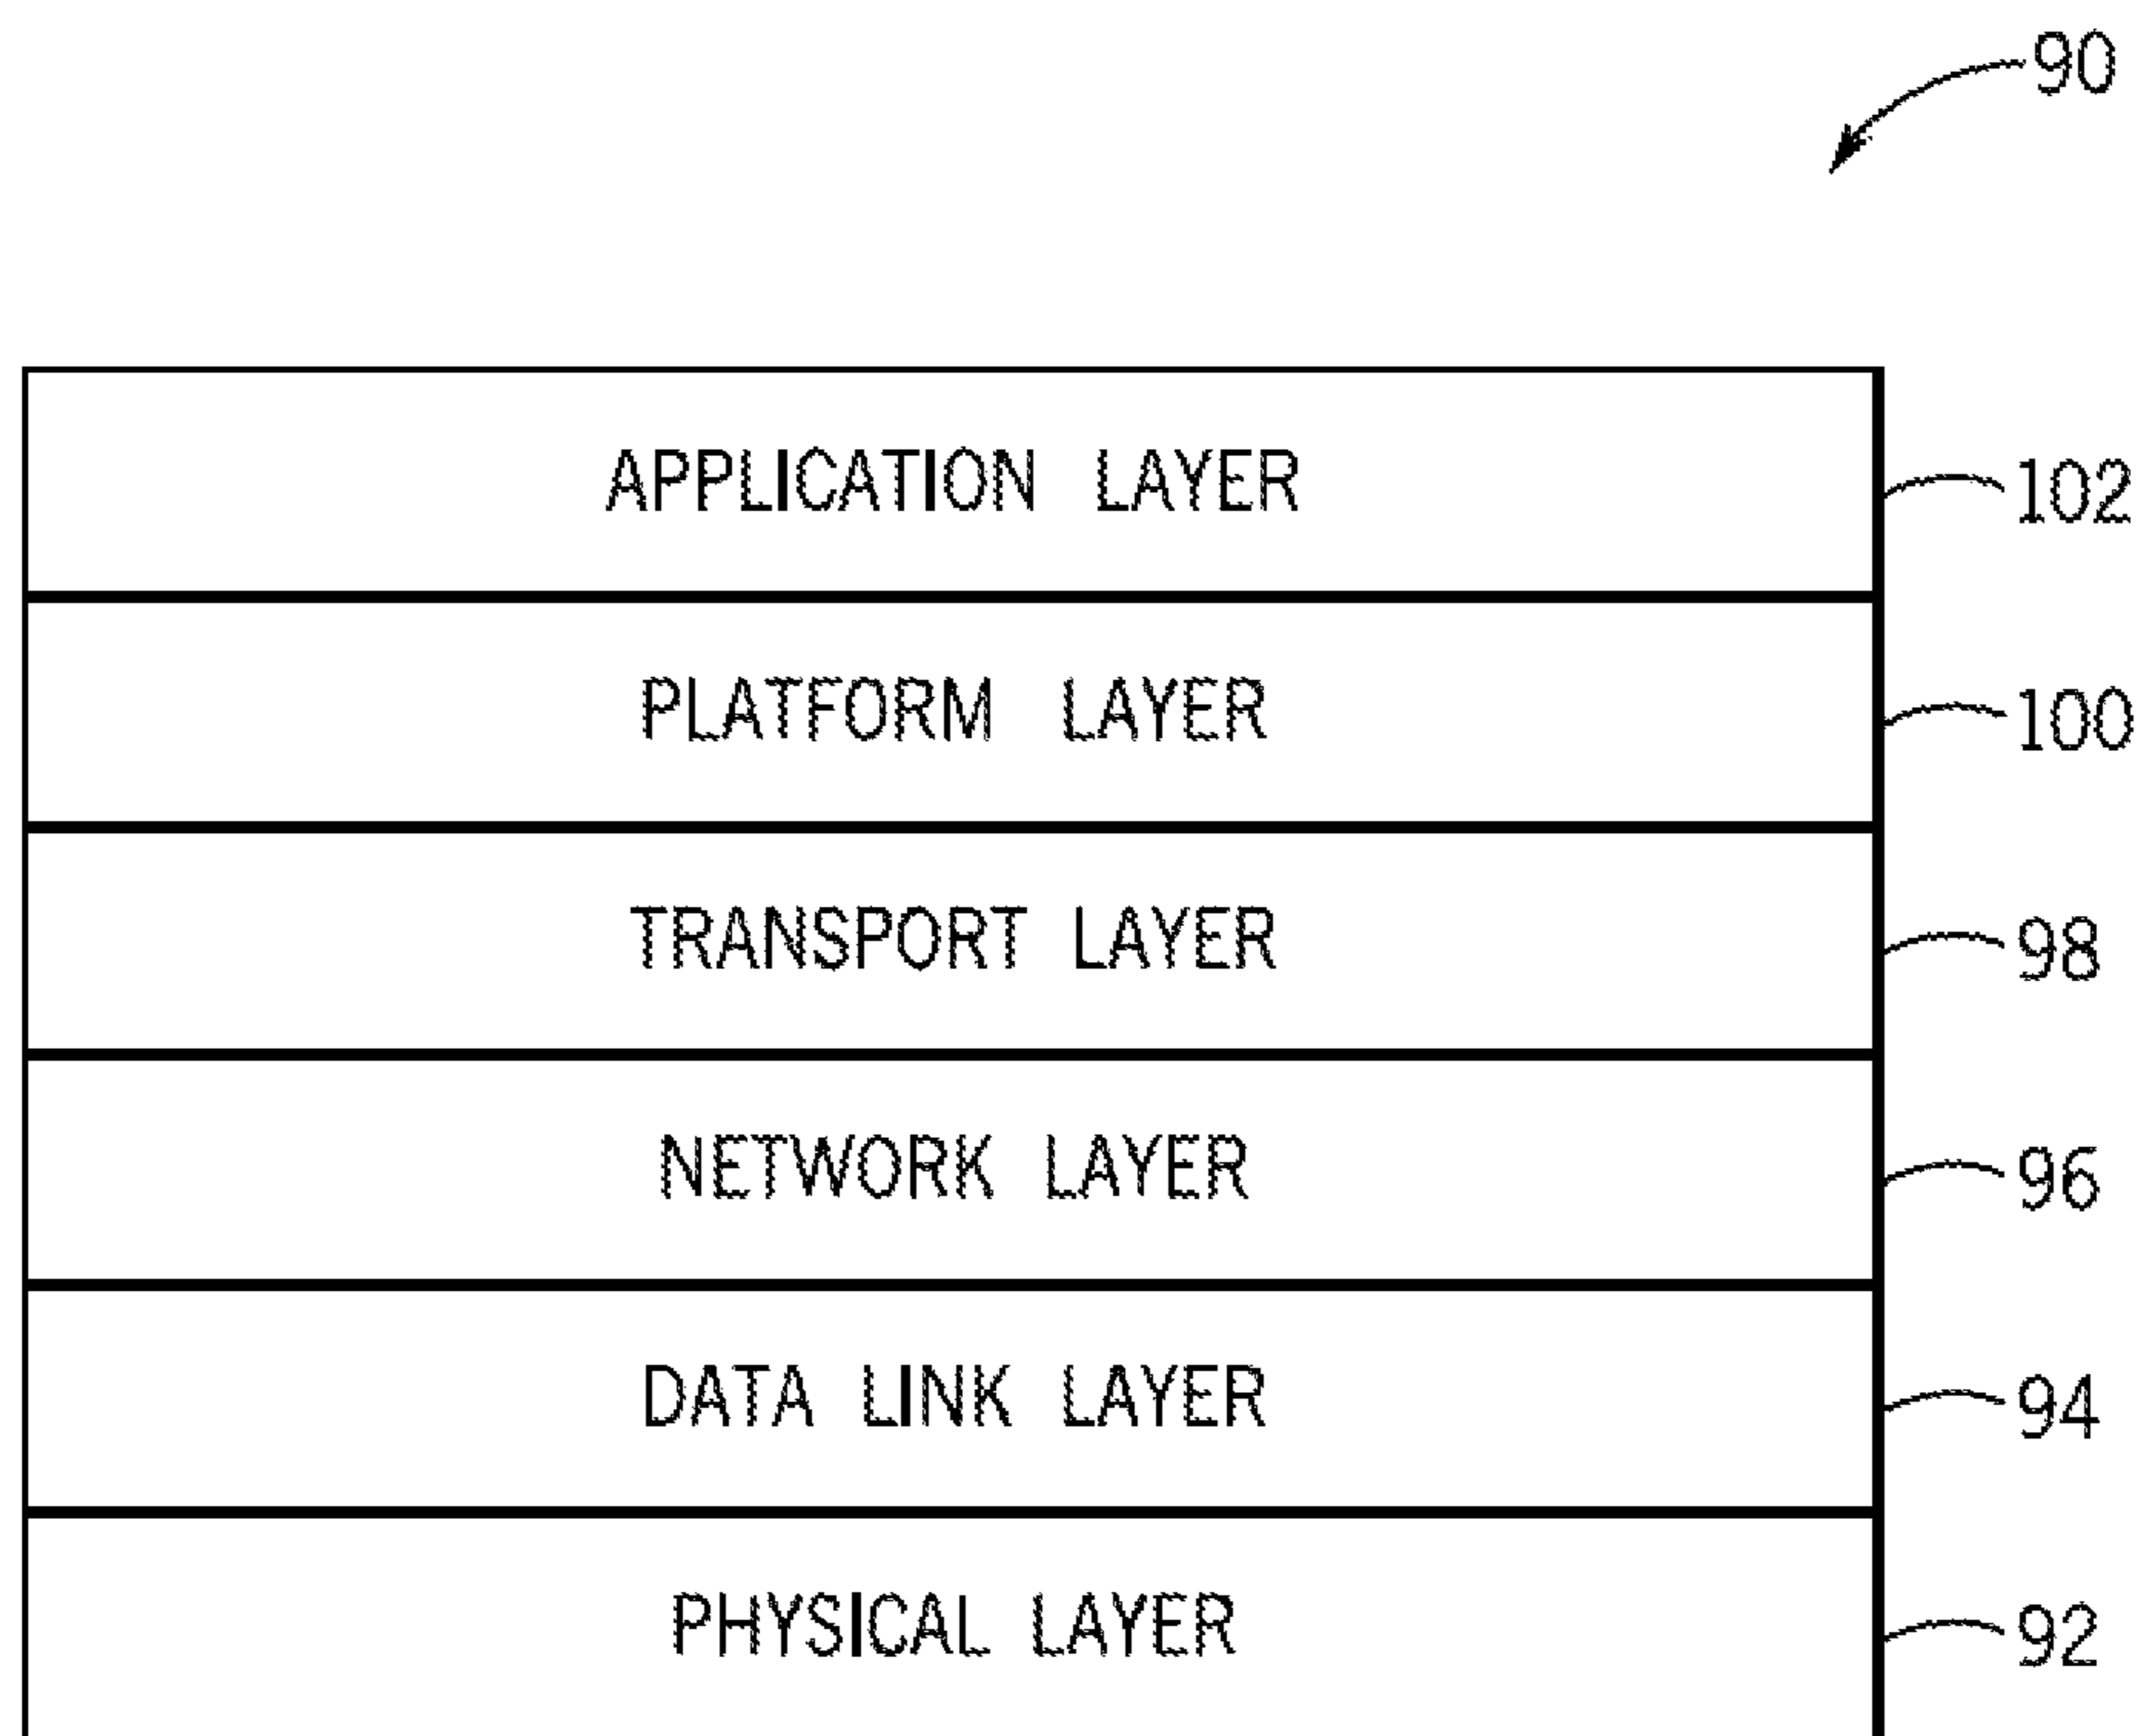 90
APPLICATION LAYER 102
PLATFORM LAYER 100
TRANSPORT LAYER 98
NETWORK LAYER 96
DATA LINK LAYER 94
PHYSICAL LAYER 92